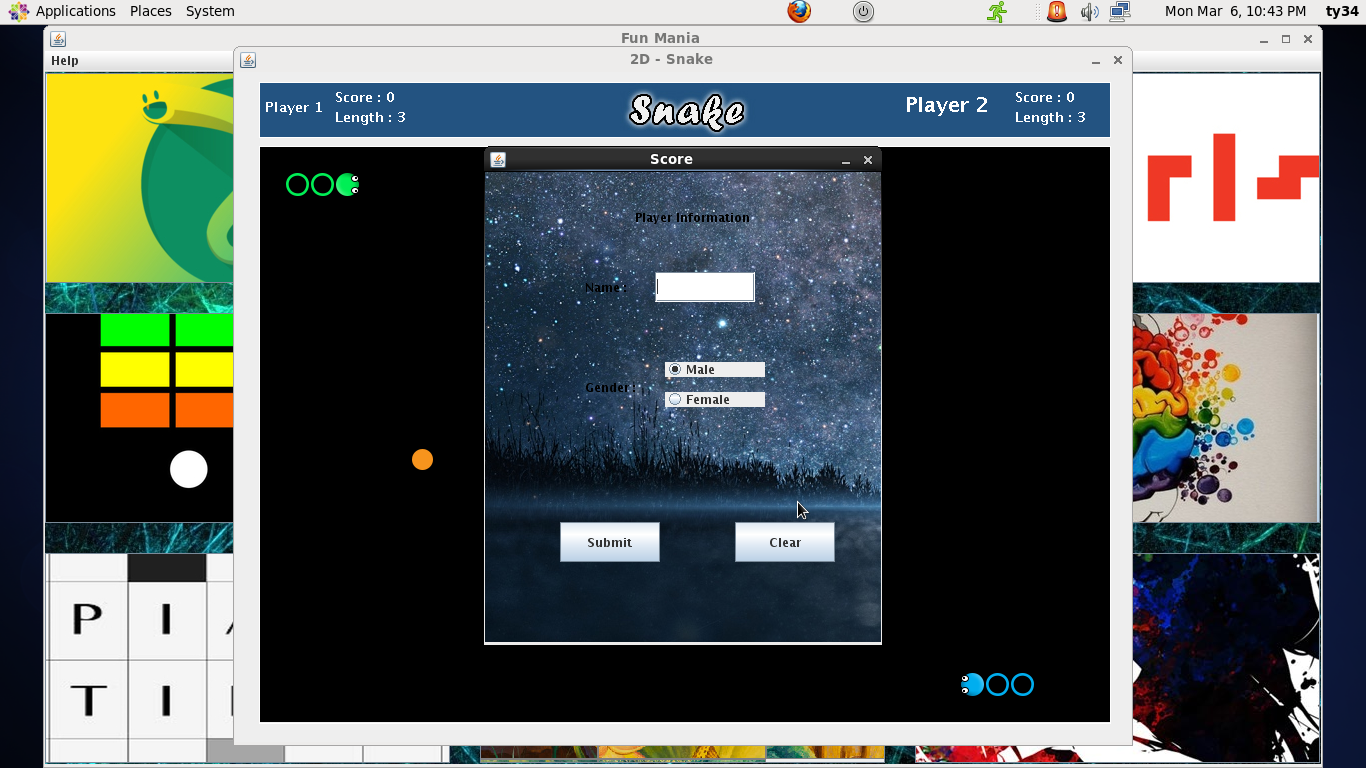 Applications Places System
Mon Mar 6, 10:43 PM ty34
Fun Mania
Help
2D - Snake
Player 1
Score : 0
Length : 3
Snake
Player 2
Score : 0
Length : 3
Score
Player Information
Name :
Gender :
Male
Female
Submit
Clear
P I
T I